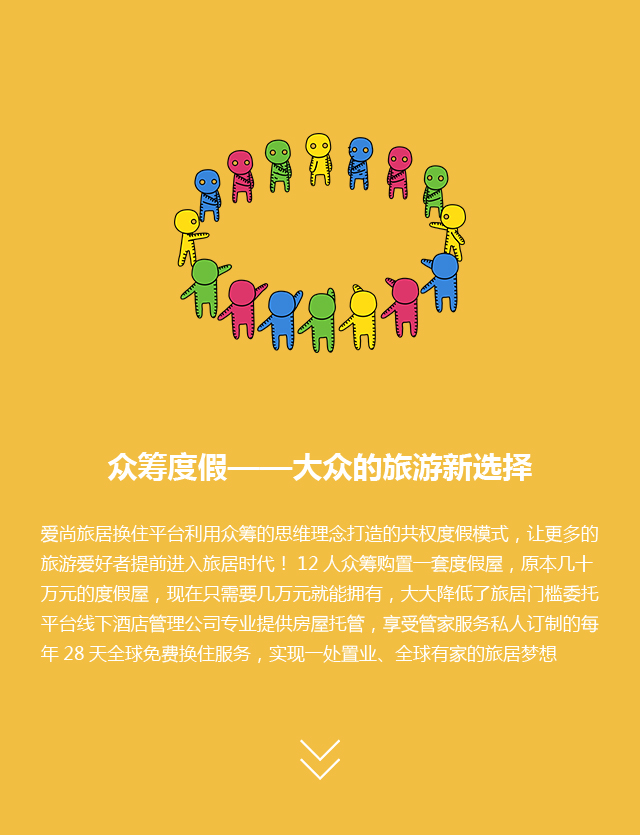 众筹度假——大众的旅游新选择
爱尚旅居换住平台利用众筹的思维理念打造的共权度假模式，让更多的
旅游爱好者提前进入旅居时代！12人众筹购置一套度假屋，原本几十
万元的度假屋，现在只需要几万元就能拥有，大大降低了旅居门槛委托
平台线下酒店管理公司专业提供房屋托管，享受管家服务私人订制的每
年28天全球免费换住服务，实现一处置业、全球有家的旅居梦想